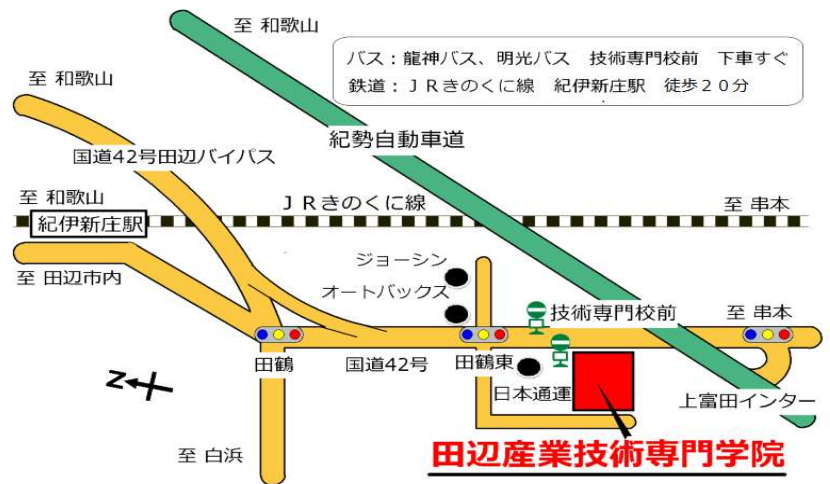 至 和歌山
バス：龍神バス、明光バス　技術専門校前　下車すぐ
鉄道：ＪＲきのくに線　紀伊新庄駅　徒歩２０分
至 和歌山
紀勢自動車道
国道42号田辺バイパス
至 和歌山
ＪＲきのくに線
至 串本
紀伊新庄駅
至 田辺市内
ジョーシン
オートバックス
技術専門校前
至 串本
田鶴
国道42号
田鶴東
日本通運
上富田インター
N
至 白浜
田辺産業技術専門学院